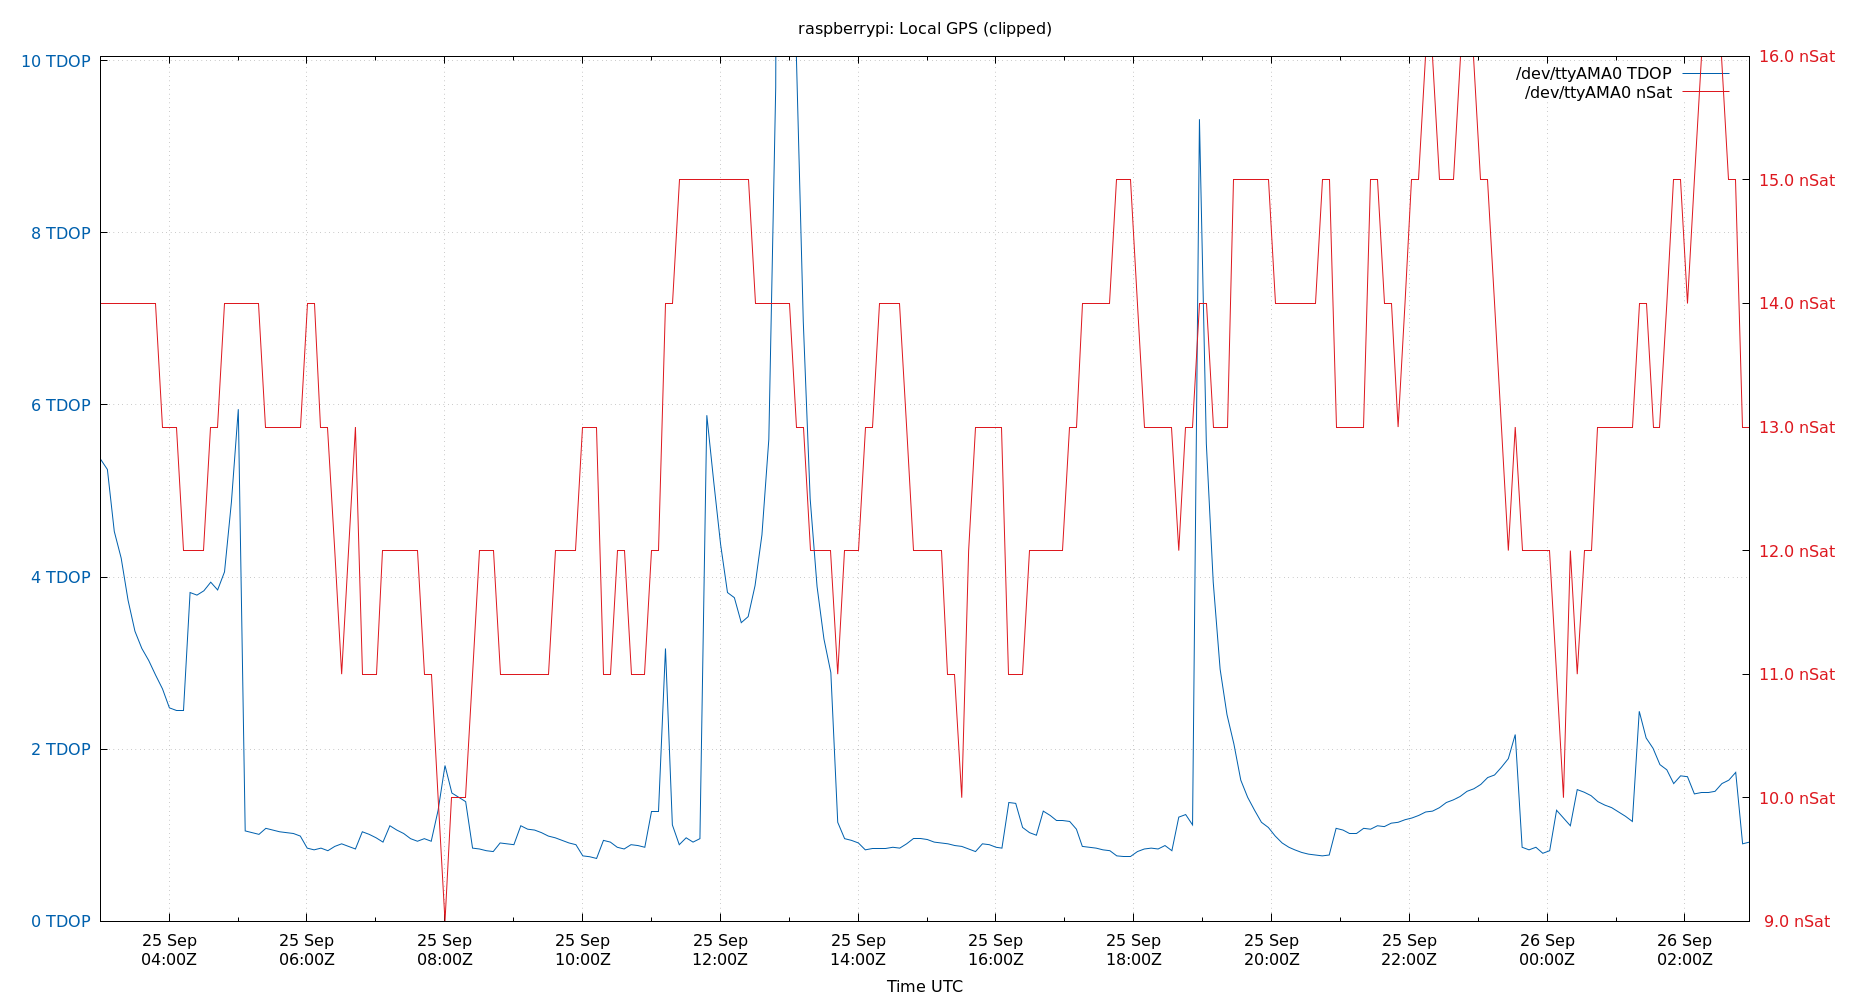 raspberrypi: Local GPS (clipped)
10 TDOP
8 TDOP
6 TDOP
4 TDOP
2 TDOP
0 TDOP
16.0 nSat
15.0 nSat
14.0 nSat
13.0 nSat
12.0 nSat
11.0 nSat
10.0 nSat
9.0 nSat
/dev/ttyAMA0 TDOP
/dev/ttyAMA0 nSat
25 Sep 25 Sep 25 Sep 25 Sep 25 Sep 25 Sep 25 Sep 25 Sep 25 Sep 25 Sep 26 Sep 26 Sep
04:00Z 06:00Z 08:00Z 10:00Z 12:00Z 14:00Z 16:00Z 18:00Z 20:00Z 22:00Z 00:00Z 02:00Z
Time UTC